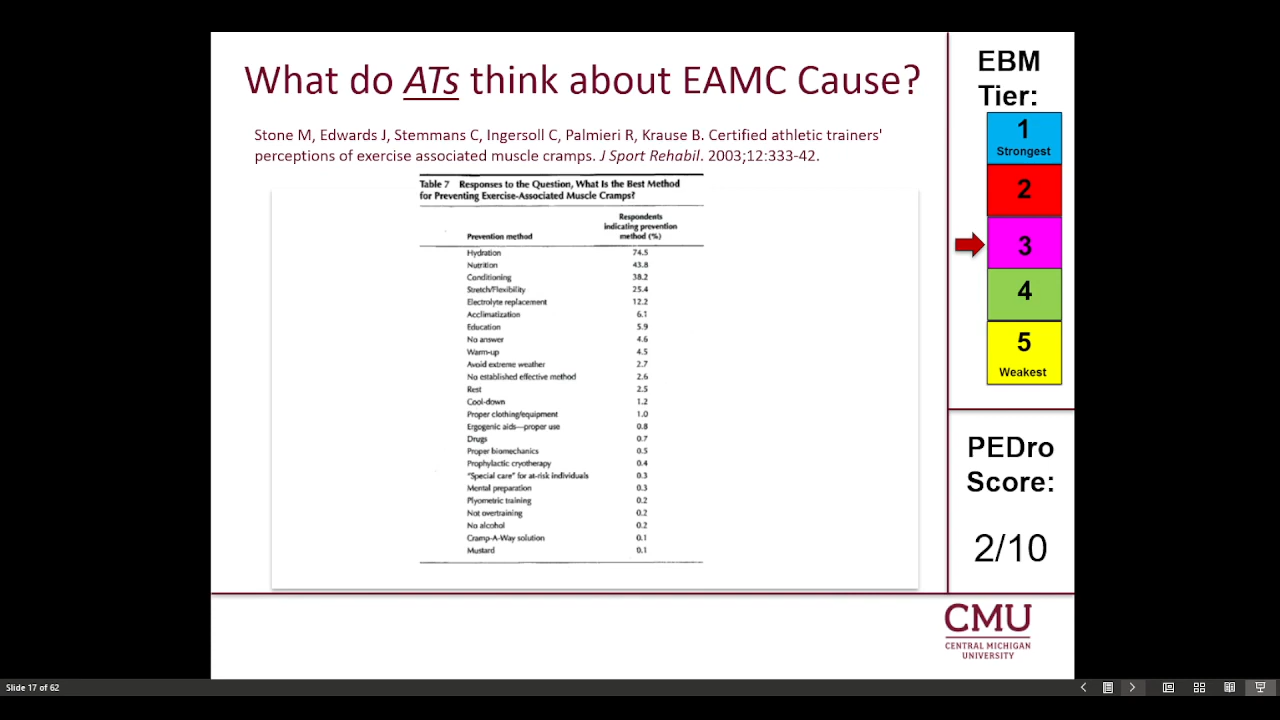 What do ATs think about EAMC Cause?
Stone M, Edwards J, Stemmans C, Ingersoll C, Palmieri R, Krause B. Certified athletic trainers'
perceptions of exercise associated muscle cramps. J Sport Rehabil. 2003;12:333-42.
Table 7 Responses to the Question, What Is the Best Method
for Preventing Exercise-Associated Muscle Cramps?
Respondents
indicating prevention
Prevention method method (%)
Hydration 74.5
Nutrition 43.8
Conditioning 38.2
Stretch/Flexibility 25.4
Electrolyte replacement 12.2
Acclimatization 6.1
Education 5.9
No answer 4.6
Warm-up 4.5
Avoid extreme weather 2.7
No established effective method 2.6
Rest 2.5
Cool-down 1.2
Proper clothing/equipment 1.0
Ergogenic aids—proper use 0.8
Drugs 0.7
Proper biomechanics 0.5
Prophylactic cryotherapy 0.4
"Special care" for at-risk individuals 0.3
Mental preparation 0.3
Plyometric training 0.2
Not overtraining 0.2
No alcohol 0.2
Cramp-A-Way solution 0.1
Mustard 0.1
EBM
Tier:
1
Strongest
2
3
4
5
Weakest
PEDro
Score:
2/10
CMU
CENTRAL MICHIGAN
UNIVERSITY
Slide 17 of 62